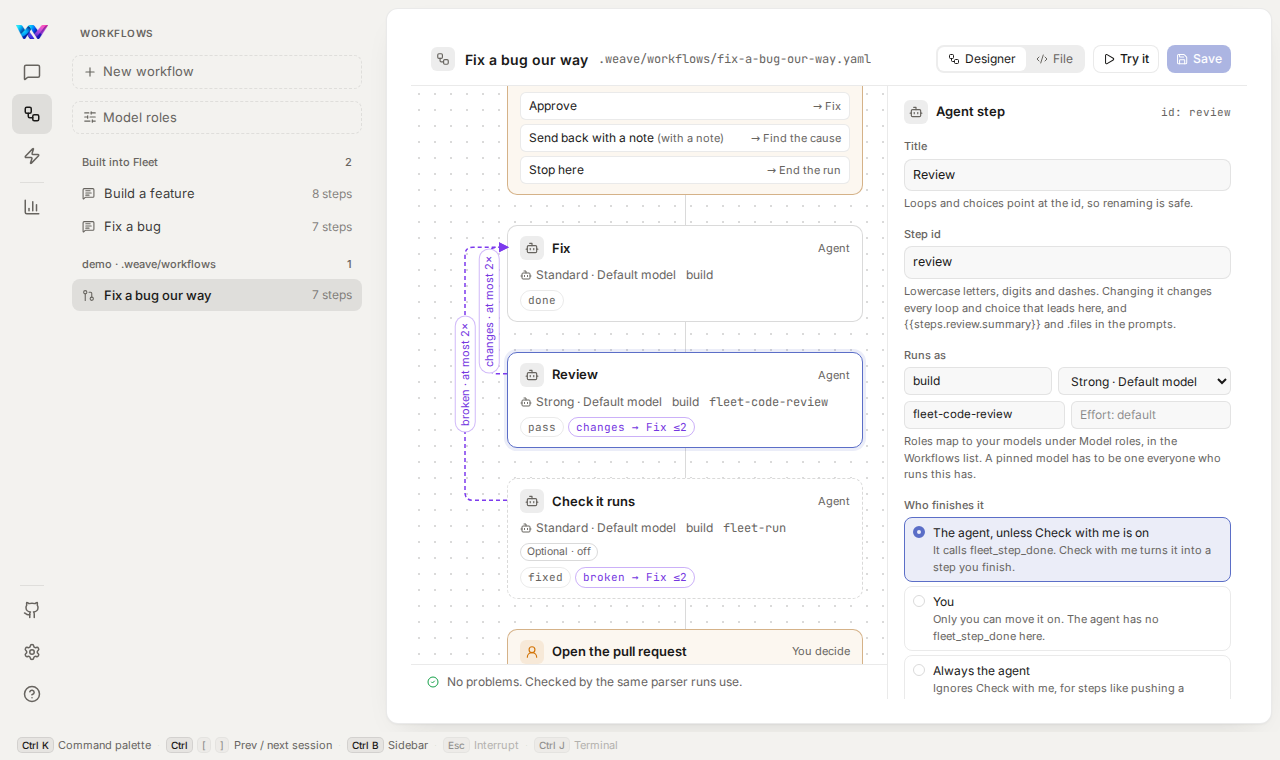 WORKFLOWS
New workflow
Model roles
Built into Fleet 2
Build a feature 8 steps
Fix a bug 7 steps
demo · .weave/workflows 1
Fix a bug our way 7 steps
Fix a bug our way .weave/workflows/fix-a-bug-our-way.yaml
Designer File Try it Save
Approve → Fix
Send back with a note (with a note) → Find the cause
Stop here → End the run
Fix Agent
Standard · Default model build
done
changes · at most 2×
broken · at most 2×
Review Agent
Strong · Default model build fleet-code-review
pass changes → Fix ≤2
Check it runs Agent
Standard · Default model build fleet-run
Optional · off
fixed broken → Fix ≤2
Open the pull request You decide
No problems. Checked by the same parser runs use.
Agent step id: review
Title
Review
Loops and choices point at the id, so renaming is safe.
Step id
review
Lowercase letters, digits and dashes. Changing it changes
every loop and choice that leads here, and
{{steps.review.summary}} and .files in the prompts.
Runs as
build Strong · Default model
fleet-code-review Effort: default
Roles map to your models under Model roles, in the
Workflows list. A pinned model has to be one everyone who
runs this has.
Who finishes it
The agent, unless Check with me is on
It calls fleet_step_done. Check with me turns it into a
step you finish.
You
Only you can move it on. The agent has no
fleet_step_done here.
Always the agent
Ignores Check with me, for steps like pushing a
Ctrl K Command palette Ctrl [ ] Prev / next session Ctrl B Sidebar Esc Interrupt Ctrl J Terminal